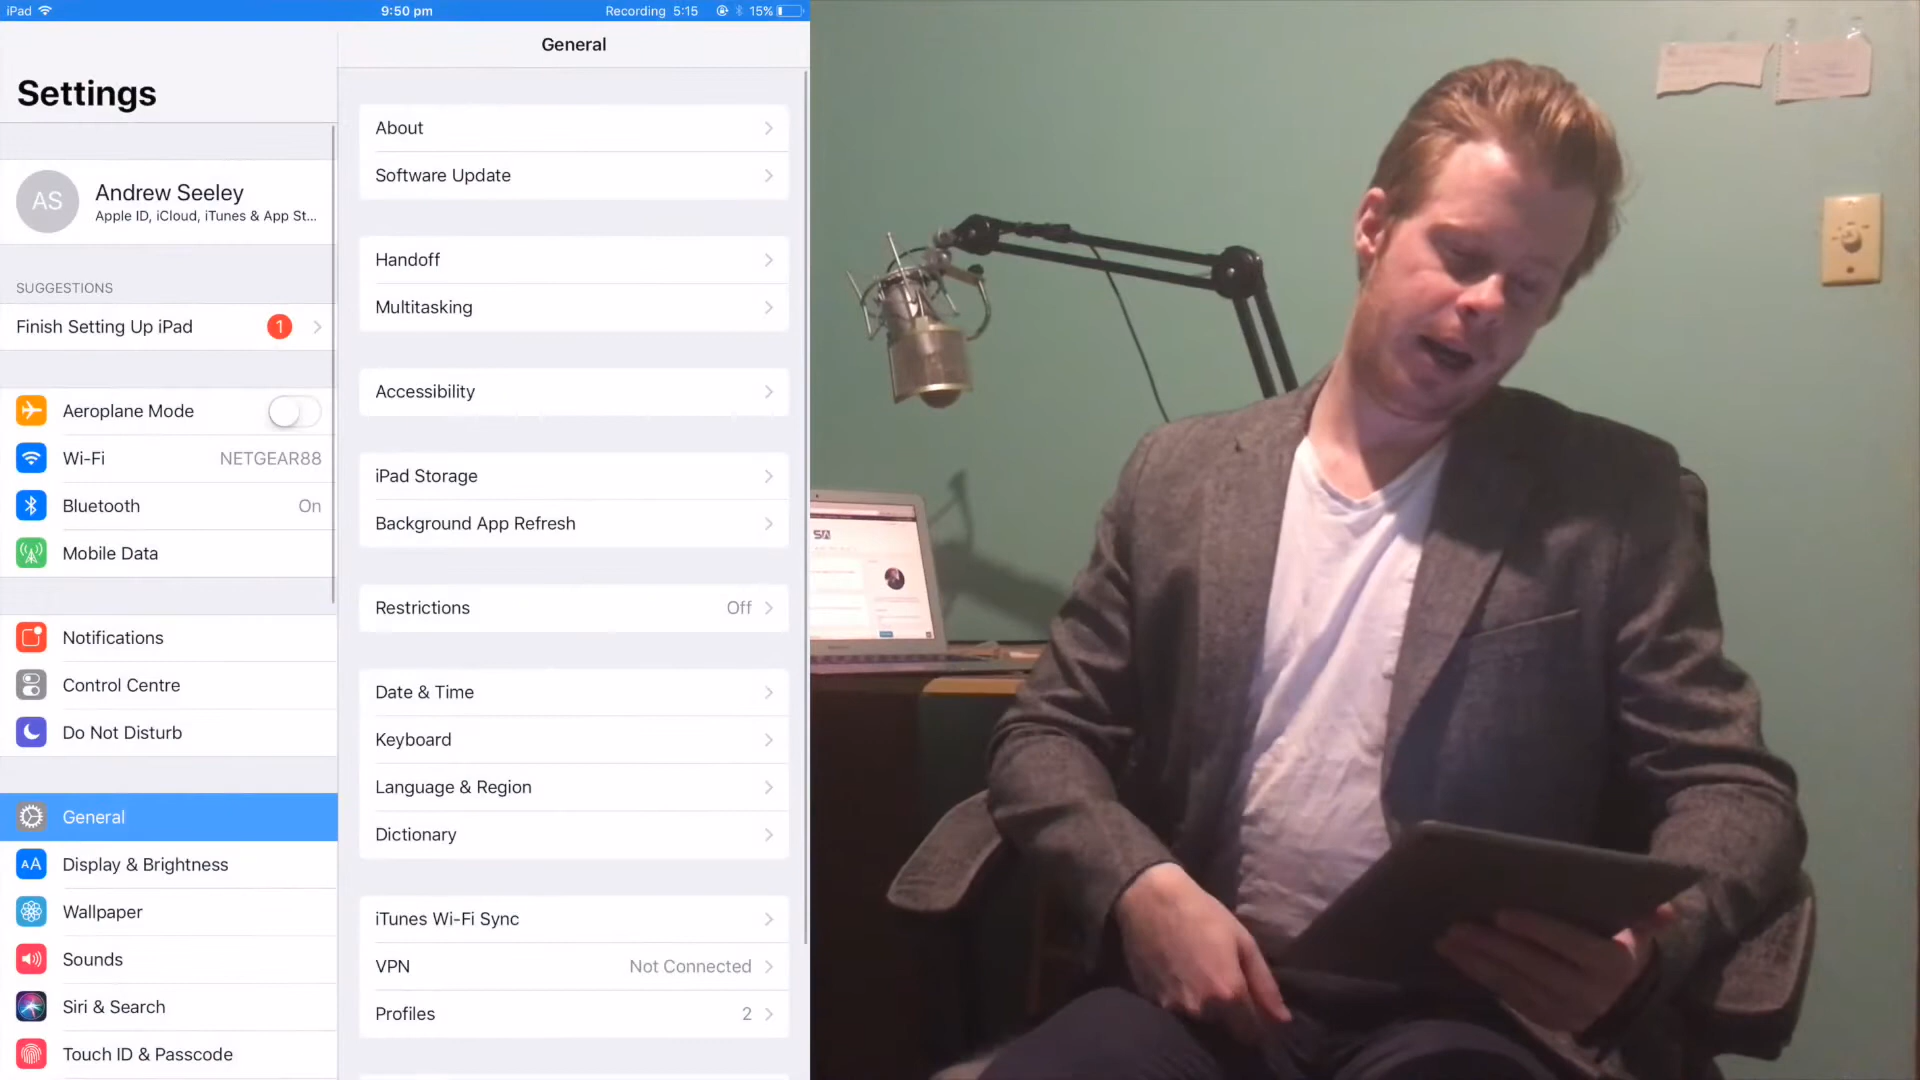 iPad 9:50 pm Recording 5:15 15%
Settings
AS
Andrew Seeley
Apple ID, iCloud, iTunes & App St...
SUGGESTIONS
Finish Setting Up iPad 1
Aeroplane Mode
Wi-Fi NETGEAR88
Bluetooth On
Mobile Data
Notifications
Control Centre
Do Not Disturb
General
AA Display & Brightness
Wallpaper
Sounds
Siri & Search
Touch ID & Passcode
General
About
Software Update
Handoff
Multitasking
Accessibility
iPad Storage
Background App Refresh
Restrictions Off
Date & Time
Keyboard
Language & Region
Dictionary
iTunes Wi-Fi Sync
VPN Not Connected
Profiles 2
SA